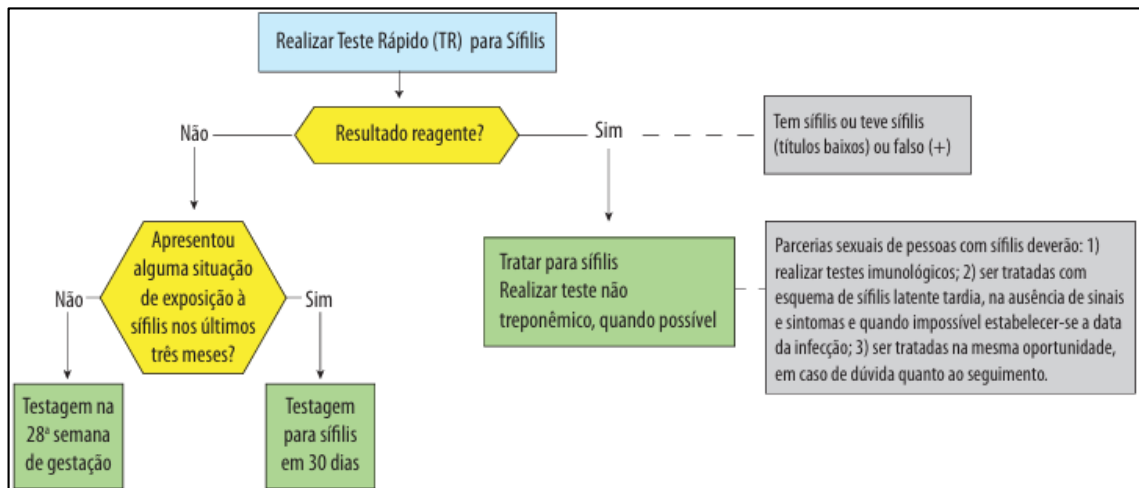 Realizar Teste Rápido (TR) para Sífilis
Resultado reagente?
Não
Sim
Tem sífilis ou teve sífilis
(títulos baixos) ou falso (+)
Apresentou
alguma situação
de exposição à
sífilis nos últimos
três meses?
Não
Sim
Tratar para sífilis
Realizar teste não
treponêmico, quando possível
Parcerias sexuais de pessoas com sífilis deverão: 1)
realizar testes imunológicos; 2) ser tratadas com
esquema de sífilis latente tardia, na ausência de sinais
e sintomas e quando impossível estabelecer-se a data
da infecção; 3) ser tratadas na mesma oportunidade,
em caso de dúvida quanto ao seguimento.
Testagem na
28ª semana
de gestação
Testagem
para sífilis
em 30 dias